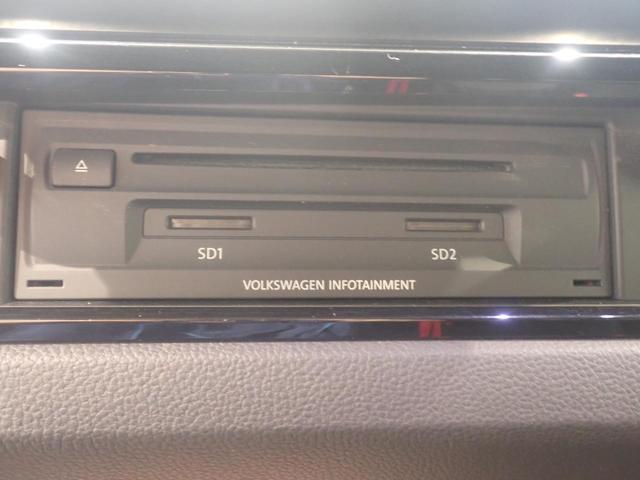 SD1 SD2
VOLKSWAGEN INFOTAINMENT